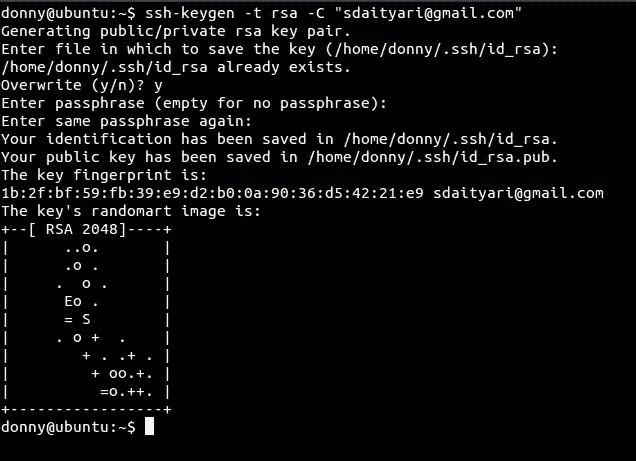 donny@ubuntu:~$ ssh-keygen -t rsa -C "sdaityari@gmail.com"
Generating public/private rsa key pair.
Enter file in which to save the key (/home/donny/.ssh/id_rsa):
/home/donny/.ssh/id_rsa already exists.
Overwrite (y/n)? y
Enter passphrase (empty for no passphrase):
Enter same passphrase again:
Your identification has been saved in /home/donny/.ssh/id_rsa.
Your public key has been saved in /home/donny/.ssh/id_rsa.pub.
The key fingerprint is:
1b:2f:bf:59:fb:39:e9:d2:b0:0a:90:36:d5:42:21:e9 sdaityari@gmail.com
The key's randomart image is:
+--[ RSA 2048]----+
|      ..o.       |
|      .o .       |
|     .  o .      |
|      Eo .       |
|      = S        |
|     . o +  .    |
|        + . .+ . |
|         + oo.+. |
|          =o.++. |
+-----------------+
donny@ubuntu:~$